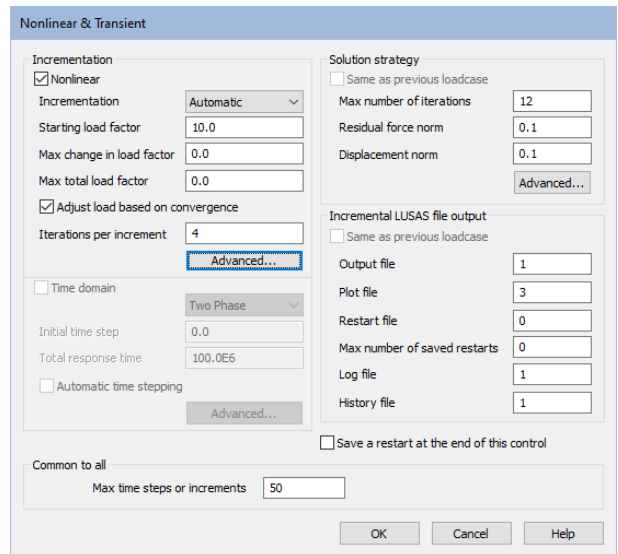 Nonlinear & Transient
Incrementation
Nonlinear
Incrementation Automatic
Starting load factor 10.0
Max change in load factor 0.0
Max total load factor 0.0
Adjust load based on convergence
Iterations per increment 4
Advanced...
Time domain
Two Phase
Initial time step 0.0
Total response time 100.0E6
Automatic time stepping
Advanced...
Solution strategy
Same as previous loadcase
Max number of iterations 12
Residual force norm 0.1
Displacement norm 0.1
Advanced...
Incremental LUSAS file output
Same as previous loadcase
Output file 1
Plot file 3
Restart file 0
Max number of saved restarts 0
Log file 1
History file 1
Save a restart at the end of this control
Common to all
Max time steps or increments 50
OK Cancel Help